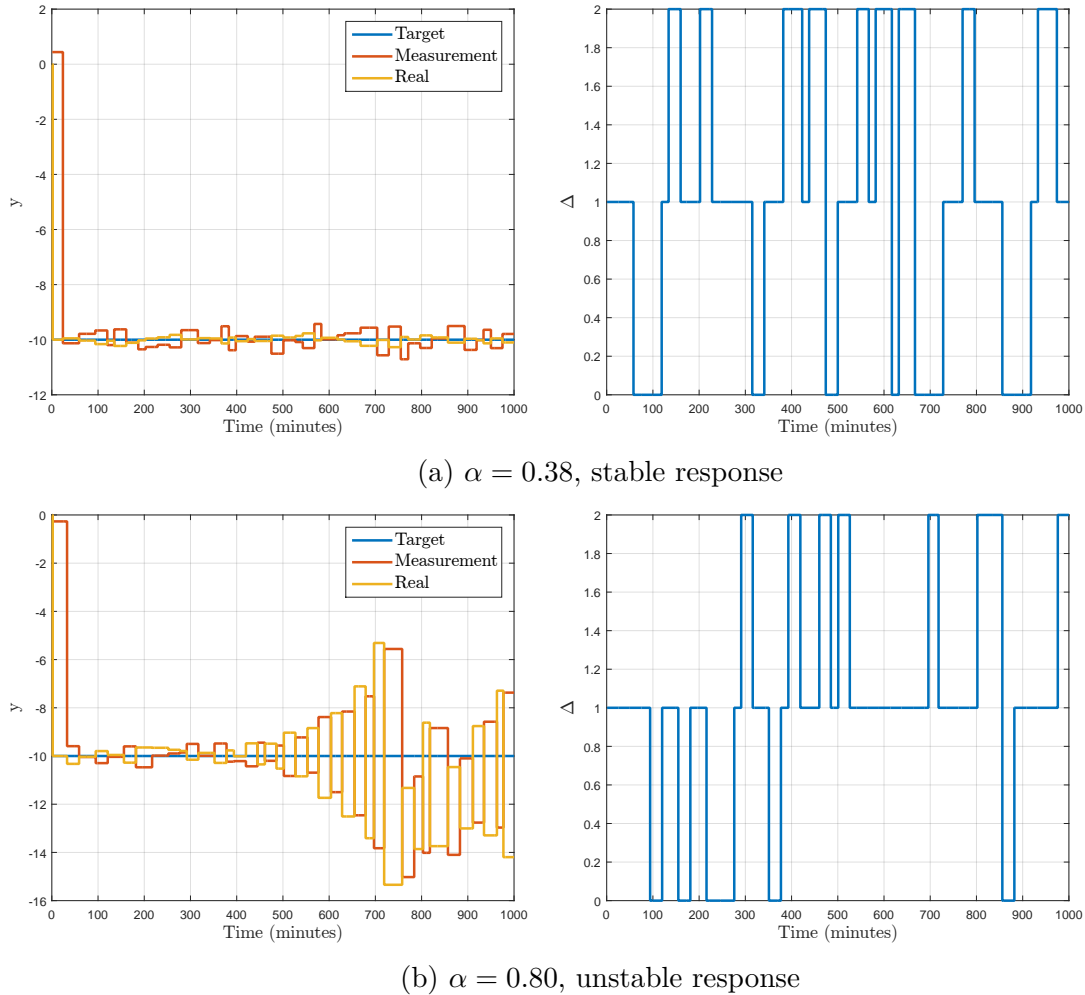 2
0
-2
-4
-6
-8
-10
-12
y
0 100 200 300 400 500 600 700 800 900 1000
Time (minutes)
Target
Measurement
Real
2
1.8
1.6
1.4
1.2
1
0.8
0.6
0.4
0.2
0
Δ
0 100 200 300 400 500 600 700 800 900 1000
Time (minutes)
(a) α = 0.38, stable response
0
-2
-4
-6
-8
-10
-12
-14
-16
y
0 100 200 300 400 500 600 700 800 900 1000
Time (minutes)
Target
Measurement
Real
2
1.8
1.6
1.4
1.2
1
0.8
0.6
0.4
0.2
0
Δ
0 100 200 300 400 500 600 700 800 900 1000
Time (minutes)
(b) α = 0.80, unstable response